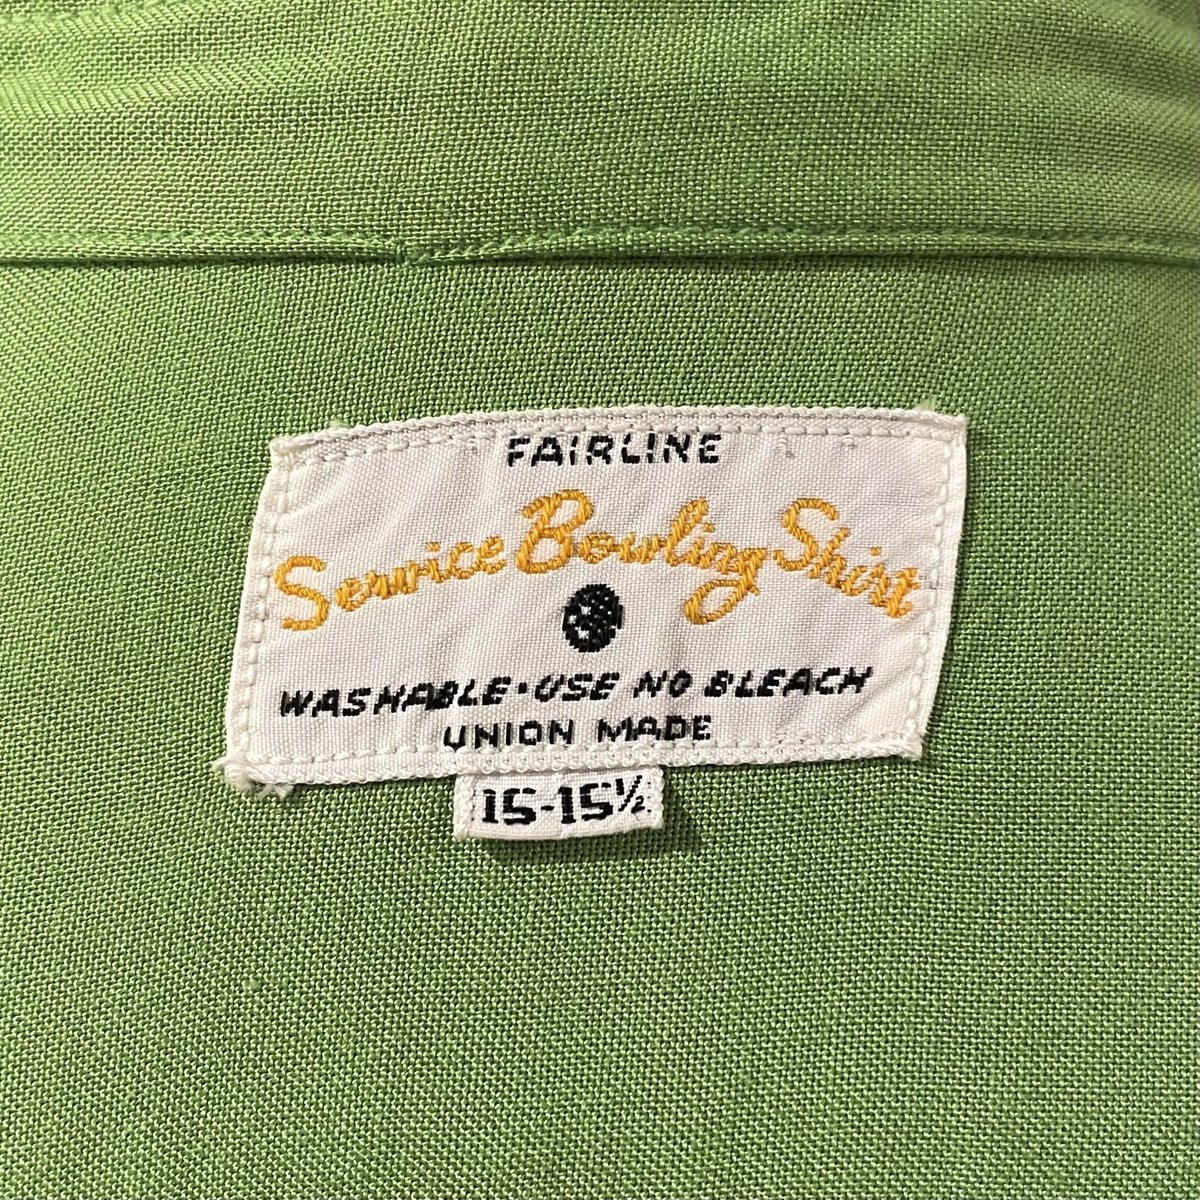 FAIRLINE
Service Bowling Shirt
WASHABLE·USE NO BLEACH
UNION MADE
15-15½